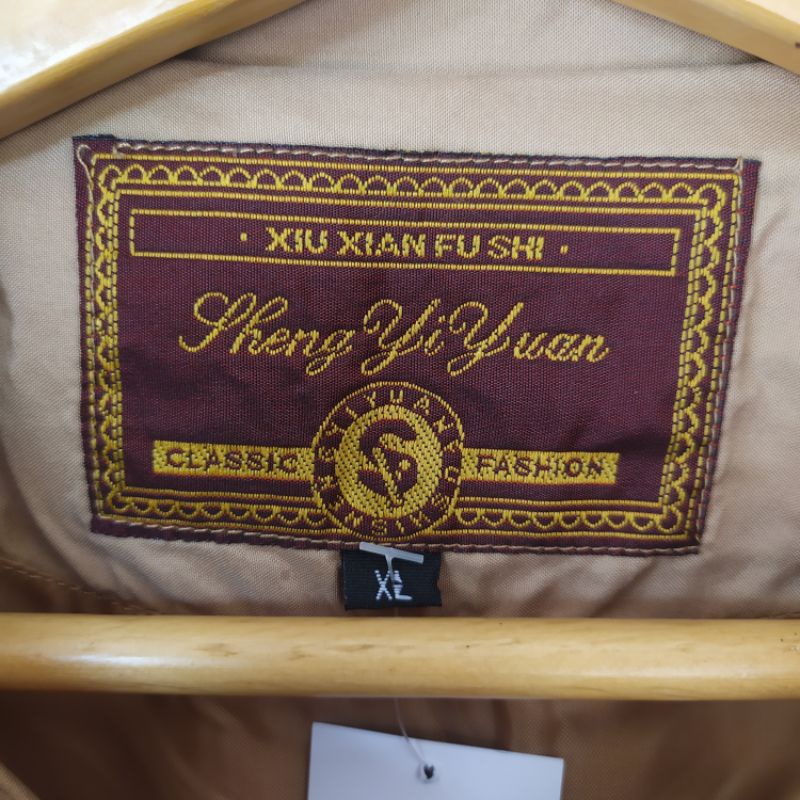 · XIU XIAN FU SHI ·
Sheng Yi Yuan
CLASSIC
FASHION
XL